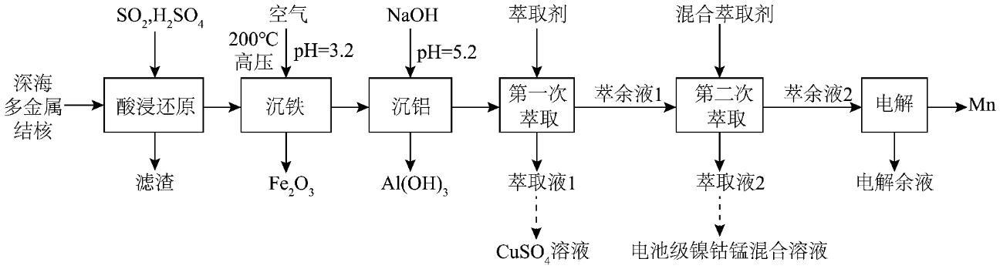 SO₂,H₂SO₄
空气
NaOH
萃取剂
混合萃取剂
200℃
高压
pH=3.2
pH=5.2
深海
多金属
结核
酸浸还原
沉铁
沉铝
第一次
萃取
萃余液1
第二次
萃取
萃余液2
电解
Mn
滤渣
Fe₂O₃
Al(OH)₃
萃取液1
萃取液2
电解余液
CuSO₄溶液
电池级镍钴锰混合溶液